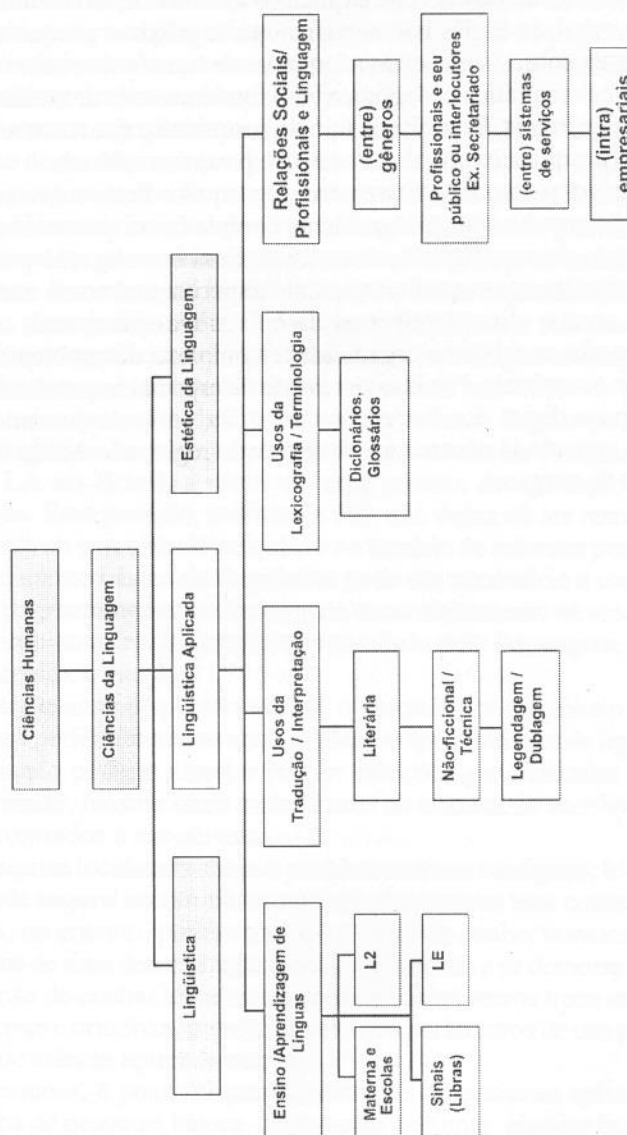 Ciências Humanas
Ciências da Linguagem
Lingüística
Lingüística Aplicada
Estética da Linguagem
Ensino /Aprendizagem de
Línguas
Usos da
Tradução / Interpretação
Usos da
Lexicografia / Terminologia
Relações Sociais/
Profissionais e Linguagem
Materna e
Escolas
L2
Sinais
(Libras)
LE
Literária
Não-ficcional /
Técnica
Legendagem /
Dublagem
Dicionários,
Glossários
(entre)
gêneros
Profissionais e seu
público ou interlocutores
Ex. Secretariado
(entre) sistemas
de serviços
(intra)
empresariais